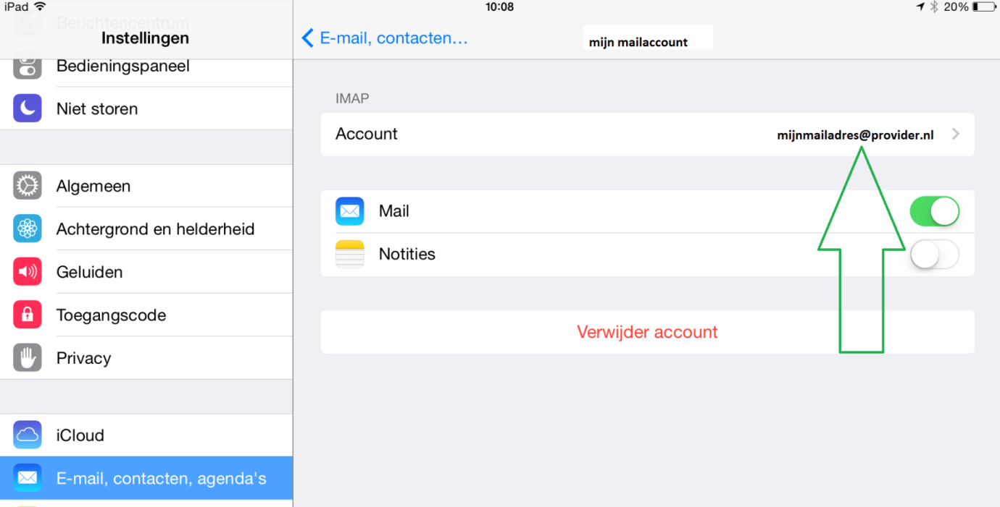 iPad
10:08
20%
Berichtencentrum
Instellingen
E-mail, contacten...
mijn mailaccount
Bedieningspaneel
Niet storen
Algemeen
Achtergrond en helderheid
Geluiden
Toegangscode
Privacy
iCloud
E-mail, contacten, agenda's
IMAP
Account
mijnmailadres@provider.nl
Mail
Notities
Verwijder account